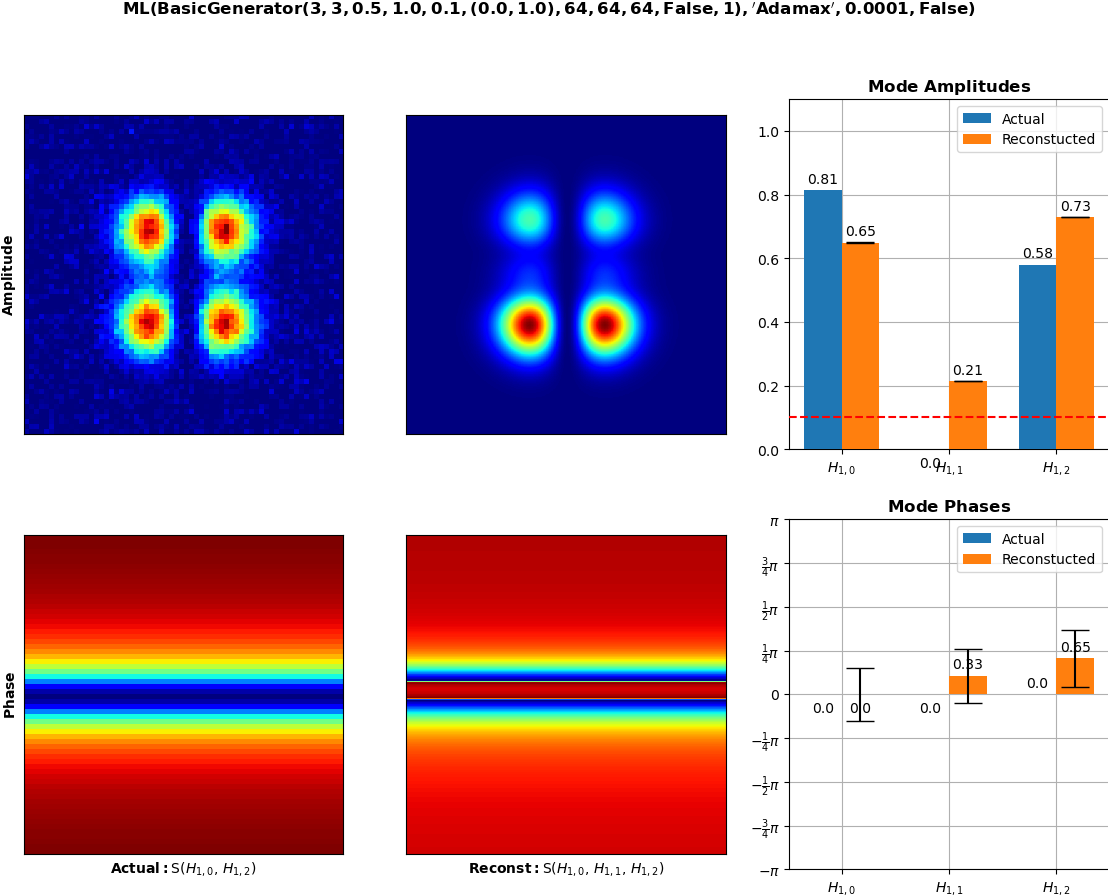 ML(BasicGenerator(3, 3, 0.5, 1.0, 0.1, (0.0, 1.0), 64, 64, 64, False, 1), ′Adamax′, 0.0001, False)
Amplitude
Mode Amplitudes
Actual
Reconstucted
1.0
0.8
0.6
0.4
0.2
0.0
0.81
0.65
0.0
0.21
0.58
0.73
H1,0
H1,1
H1,2
Phase
Actual: S(H1,0, H1,2)
Reconst: S(H1,0, H1,1, H1,2)
Mode Phases
Actual
Reconstucted
π
3/4π
1/2π
1/4π
0
−1/4π
−1/2π
−3/4π
−π
0.0
0.0
0.0
0.33
0.0
0.65
H1,0
H1,1
H1,2